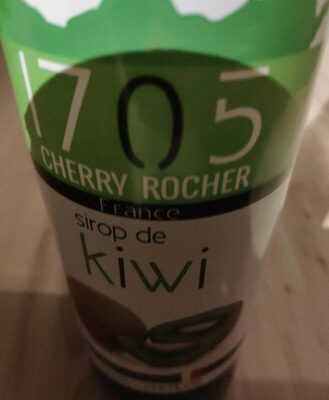 1705
CHERRY ROCHER
France
sirop de
kiwi